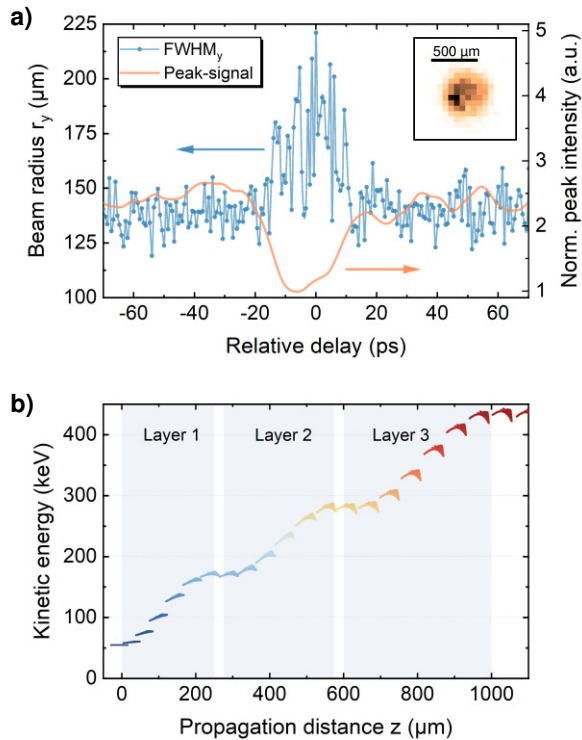 a)
FWHMy
Peak-signal
500 µm
Beam radius ry (µm)
225
200
175
150
125
100
5
4
3
2
1
Norm. peak intensity (a.u.)
-60 -40 -20 0 20 40 60
Relative delay (ps)
b)
Layer 1 Layer 2 Layer 3
Kinetic energy (keV)
400
300
200
100
0
0 200 400 600 800 1000
Propagation distance z (µm)